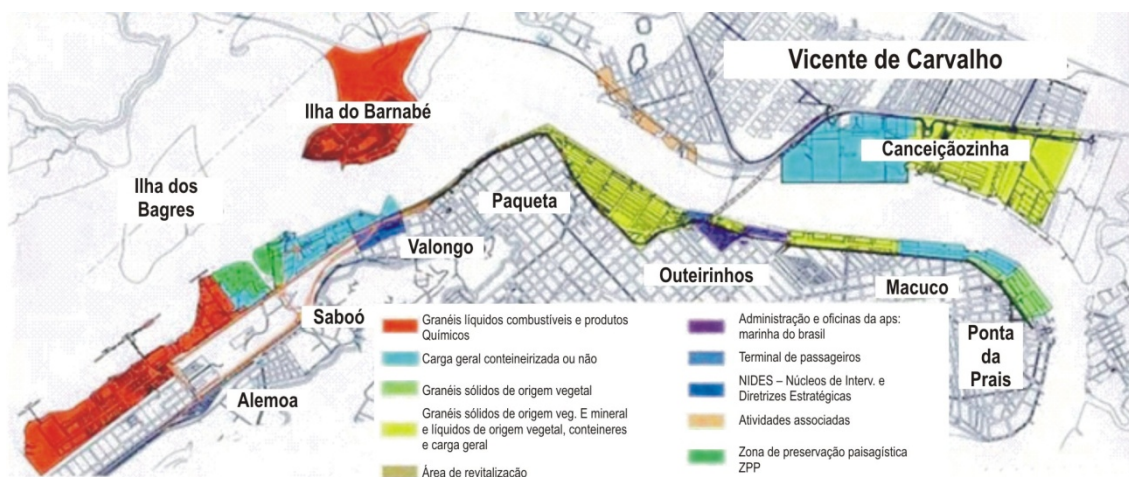 Vicente de Carvalho
Ilha do Barnabé
Canceiçãozinha
Ilha dos
Bagres
Paqueta
Valongo
Outeirinhos
Macuco
Saboó
Ponta
da
Prais
Alemoa
Granéis líquidos combustíveis e produtos
Químicos
Carga geral conteineirizada ou não
Granéis sólidos de origem vegetal
Granéis sólidos de origem veg. E mineral
e líquidos de origem vegetal, conteineres
e carga geral
Área de revitalização
Administração e oficinas da aps:
marinha do brasil
Terminal de passageiros
NIDES – Núcleos de Interv. e
Diretrizes Estratégicas
Atividades associadas
Zona de preservação paisagística
ZPP